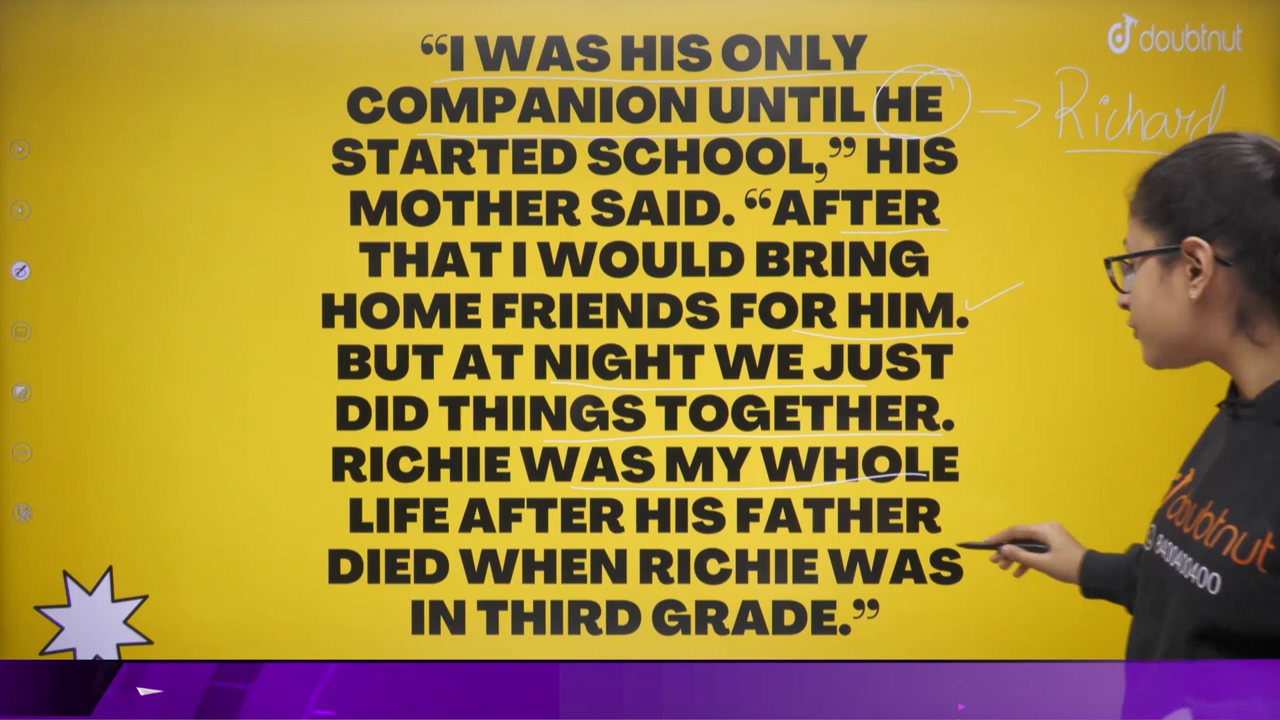 doubtnut
“I WAS HIS ONLY
COMPANION UNTIL HE
Richard
STARTED SCHOOL,” HIS
MOTHER SAID. “AFTER
THAT I WOULD BRING
HOME FRIENDS FOR HIM.
BUT AT NIGHT WE JUST
DID THINGS TOGETHER.
RICHIE WAS MY WHOLE
LIFE AFTER HIS FATHER
DIED WHEN RICHIE WAS
IN THIRD GRADE.”
doubtnut
8400400400